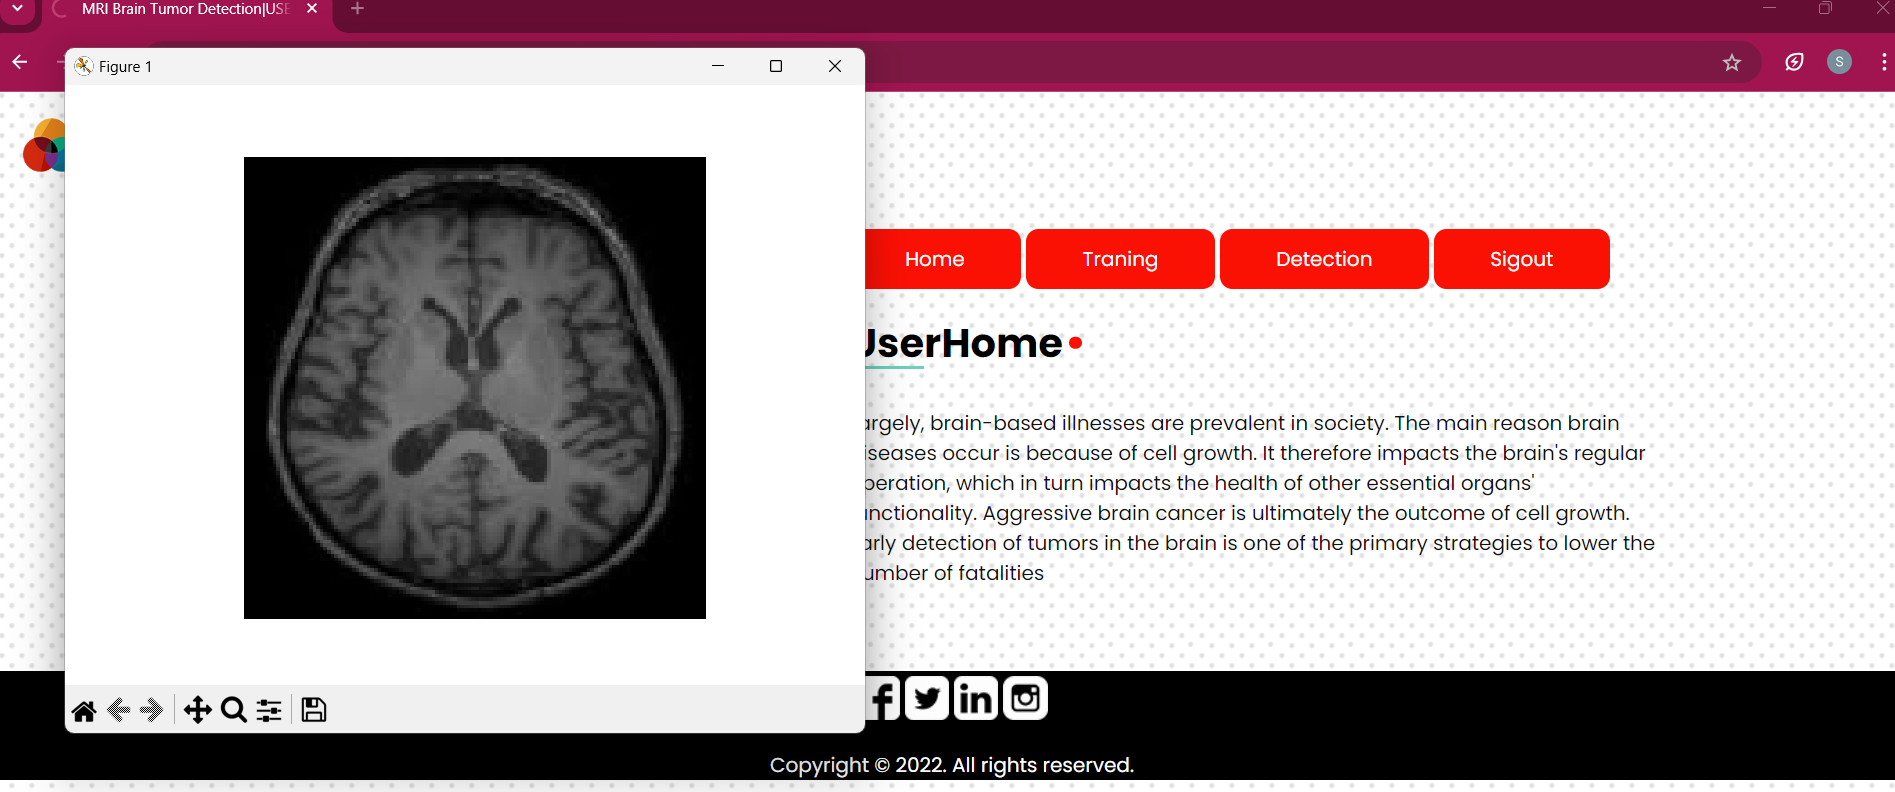 MRI Brain Tumor Detection|USE
Figure 1
S
Home
Traning
Detection
Sigout
UserHome
argely, brain-based illnesses are prevalent in society. The main reason brain
iseases occur is because of cell growth. It therefore impacts the brain's regular
peration, which in turn impacts the health of other essential organs'
nctionality. Aggressive brain cancer is ultimately the outcome of cell growth.
arly detection of tumors in the brain is one of the primary strategies to lower the
umber of fatalities
Copyright © 2022. All rights reserved.